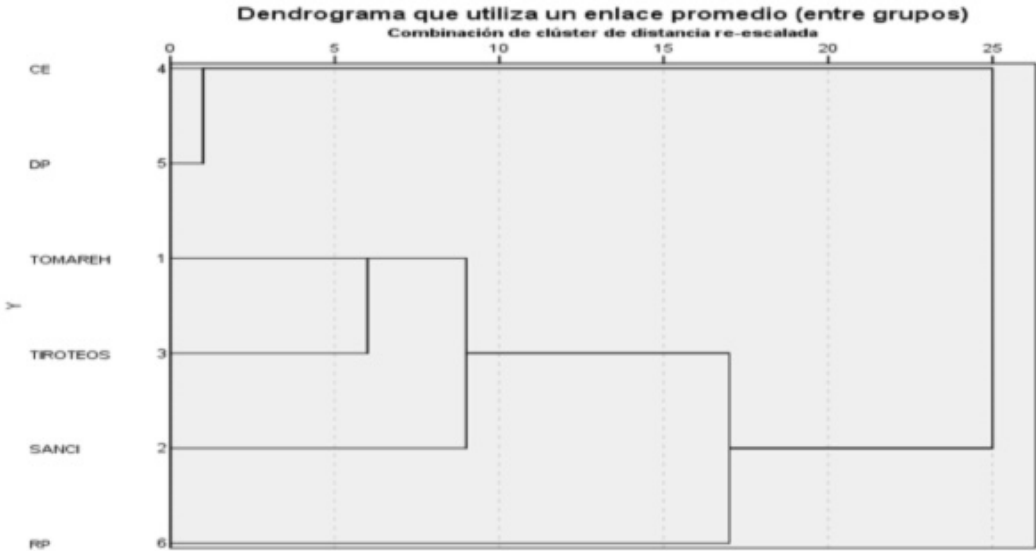 Dendrograma que utiliza un enlace promedio (entre grupos)
Combinación de clúster de distancia re-escalada
0 5 10 15 20 25
CE 4
DP 5
TOMAREH 1
Y
TIROTEOS 3
SANCI 2
RP 6